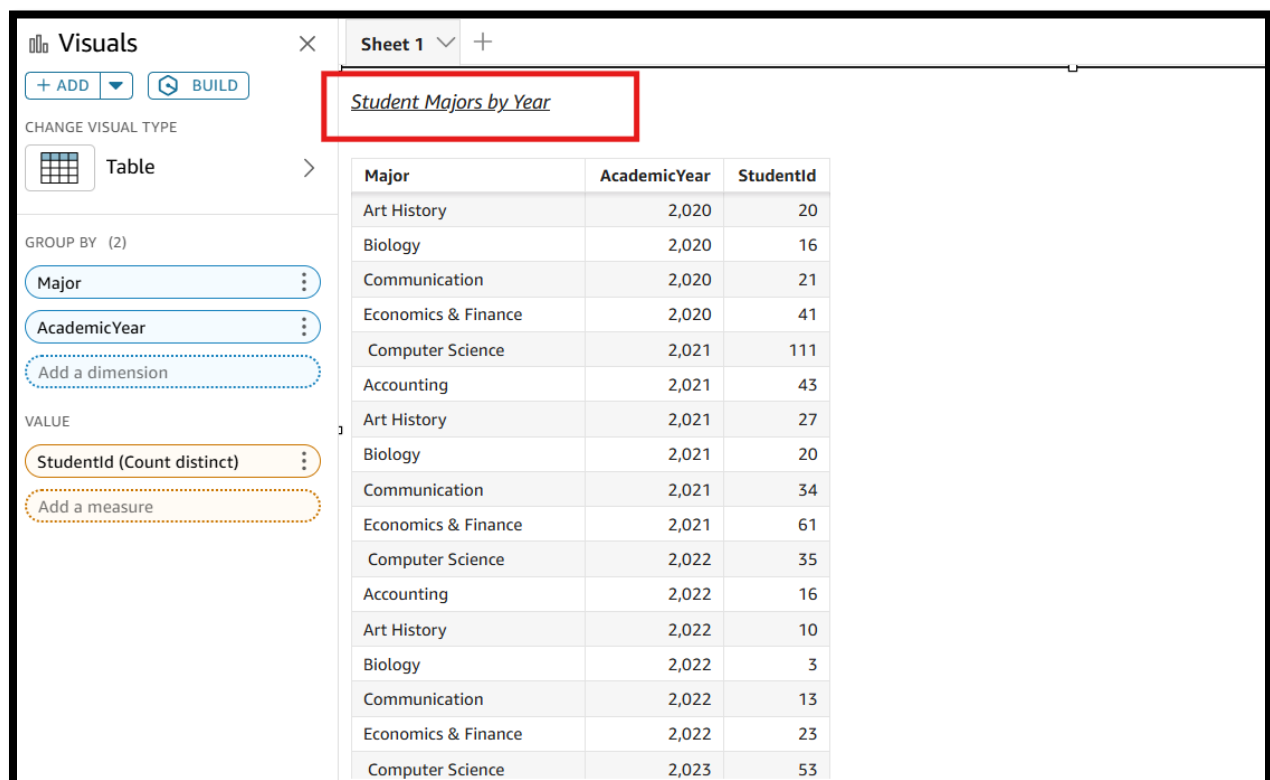 Visuals
+ ADD
BUILD
CHANGE VISUAL TYPE
Table
GROUP BY (2)
Major
AcademicYear
Add a dimension
VALUE
StudentId (Count distinct)
Add a measure
Sheet 1
Student Majors by Year
Major AcademicYear StudentId
Art History 2,020 20
Biology 2,020 16
Communication 2,020 21
Economics & Finance 2,020 41
Computer Science 2,021 111
Accounting 2,021 43
Art History 2,021 27
Biology 2,021 20
Communication 2,021 34
Economics & Finance 2,021 61
Computer Science 2,022 35
Accounting 2,022 16
Art History 2,022 10
Biology 2,022 3
Communication 2,022 13
Economics & Finance 2,022 23
Computer Science 2,023 53